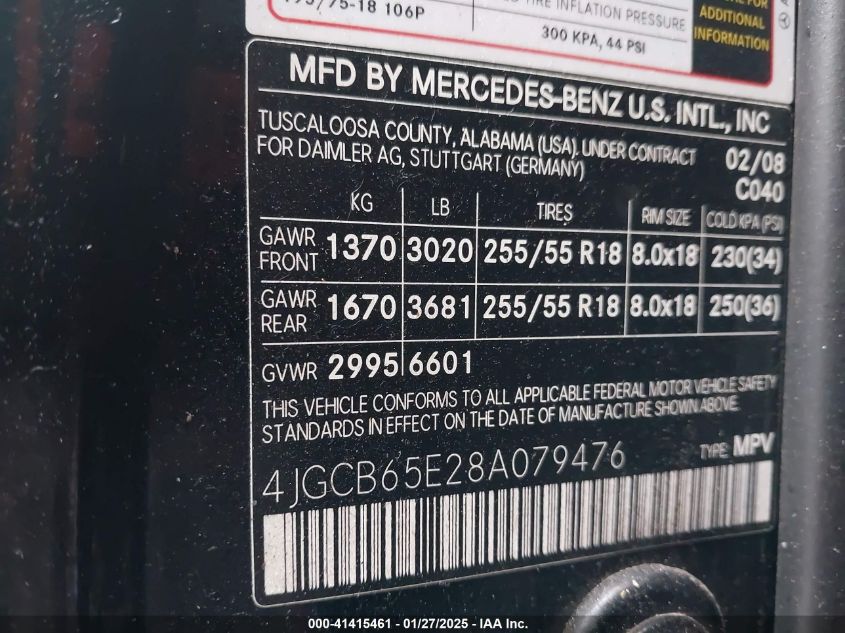 75-18 106P
TIRE INFLATION PRESSURE
300 KPA, 44 PSI
FOR
ADDITIONAL
INFORMATION
MFD BY MERCEDES-BENZ U.S. INTL., INC
TUSCALOOSA COUNTY, ALABAMA (USA), UNDER CONTRACT 02/08
FOR DAIMLER AG, STUTTGART (GERMANY) C040
KG LB TIRES RIM SIZE COLD KPA (PSI)
GAWR FRONT 1370 3020 255/55 R18 8.0x18 230(34)
GAWR REAR 1670 3681 255/55 R18 8.0x18 250(36)
GVWR 2995 6601
THIS VEHICLE CONFORMS TO ALL APPLICABLE FEDERAL MOTOR VEHICLE SAFETY
STANDARDS IN EFFECT ON THE DATE OF MANUFACTURE SHOWN ABOVE.
4JGCB65E28A079476 TYPE: MPV
000-41415461 - 01/27/2025 - IAA Inc.